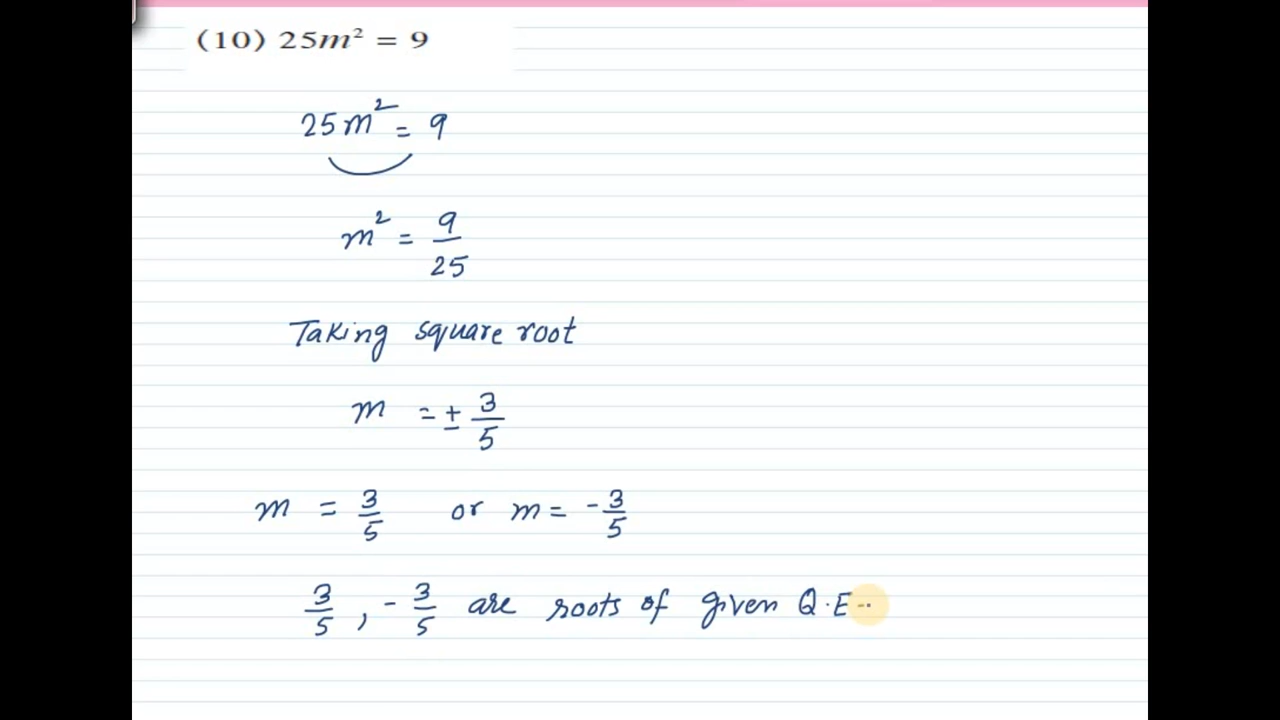 (10) 25m² = 9
25m² = 9
m² = 9/25
Taking square root
m = ± 3/5
m = 3/5 or m = - 3/5
3/5 , - 3/5 are roots of given Q.E..